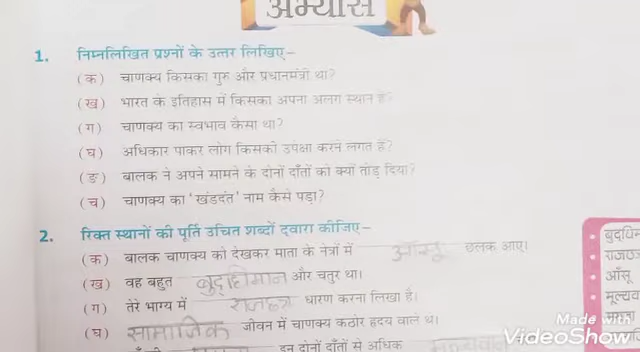 अभ्यास
1. निम्नलिखित प्रश्नों के उत्तर लिखिए–
(क) चाणक्य किसका गुरु और प्रधानमंत्री था?
(ख) भारत के इतिहास में किसका अपना अलग स्थान है?
(ग) चाणक्य का स्वभाव कैसा था?
(घ) अधिकार पाकर लोग किसकी उपेक्षा करने लगते हैं?
(ङ) बालक ने अपने सामने के दोनों दाँतों को क्यों तोड़ दिया?
(च) चाणक्य का 'खंडदंत' नाम कैसे पड़ा?
2. रिक्त स्थानों की पूर्ति उचित शब्दों द्वारा कीजिए–
(क) बालक चाणक्य को देखकर माता के नेत्रों में आँसू छलक आए।
(ख) वह बहुत बुद्धिमान और चतुर था।
(ग) तेरे भाग्य में राजछत्र धारण करना लिखा है।
(घ) सामाजिक जीवन में चाणक्य कठोर हृदय वाले थे।
इन दोनों दाँतों से अधिक मूल्यवान
• बुद्धिम
• राजछ
• आँसू
• मूल्यव
Made with
VideoShow